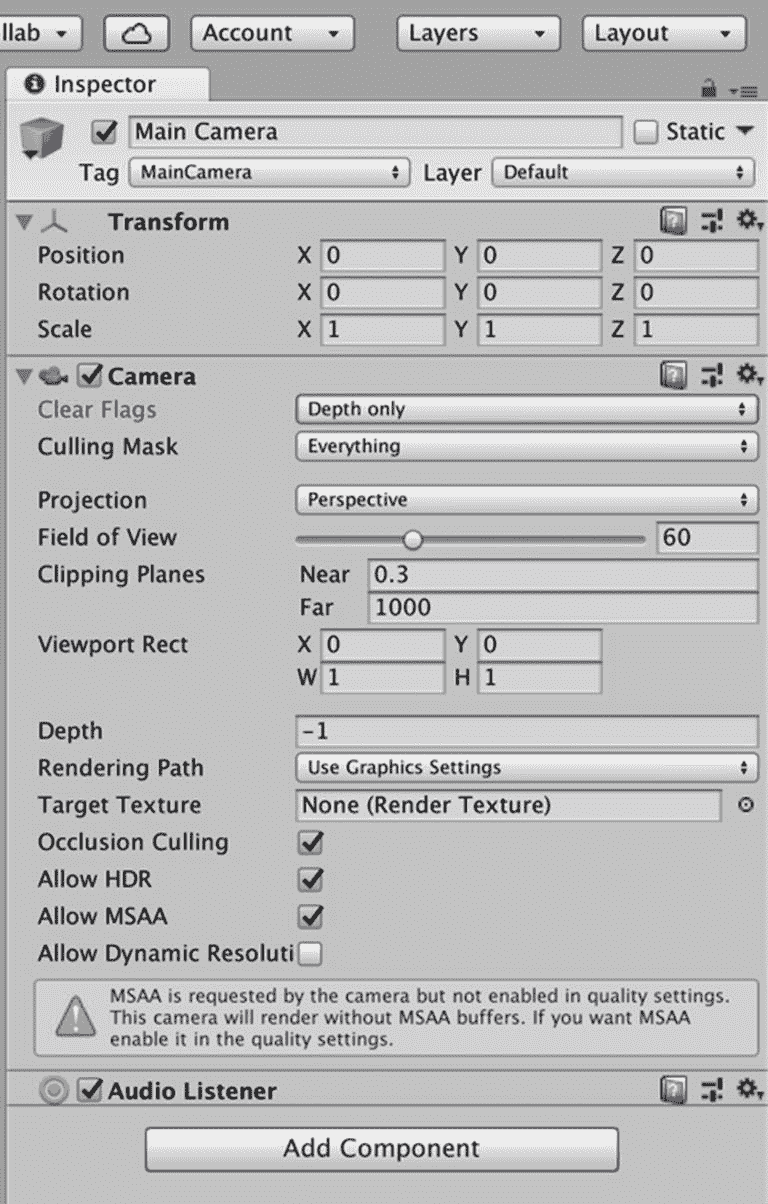 llab Account Layers Layout
Inspector
Main Camera Static
Tag MainCamera Layer Default
Transform
Position X 0 Y 0 Z 0
Rotation X 0 Y 0 Z 0
Scale X 1 Y 1 Z 1
Camera
Clear Flags Depth only
Culling Mask Everything
Projection Perspective
Field of View 60
Clipping Planes Near 0.3
Far 1000
Viewport Rect X 0 Y 0
W 1 H 1
Depth -1
Rendering Path Use Graphics Settings
Target Texture None (Render Texture)
Occlusion Culling
Allow HDR
Allow MSAA
Allow Dynamic Resoluti
MSAA is requested by the camera but not enabled in quality settings.
This camera will render without MSAA buffers. If you want MSAA
enable it in the quality settings.
Audio Listener
Add Component